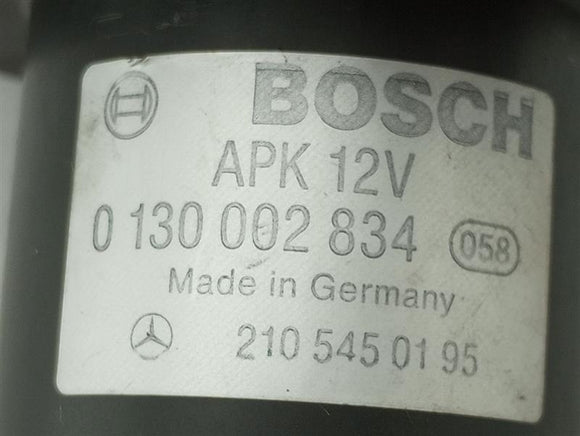 BOSCH
APK 12V
0 130 002 834 058
Made in Germany
210 545 01 95